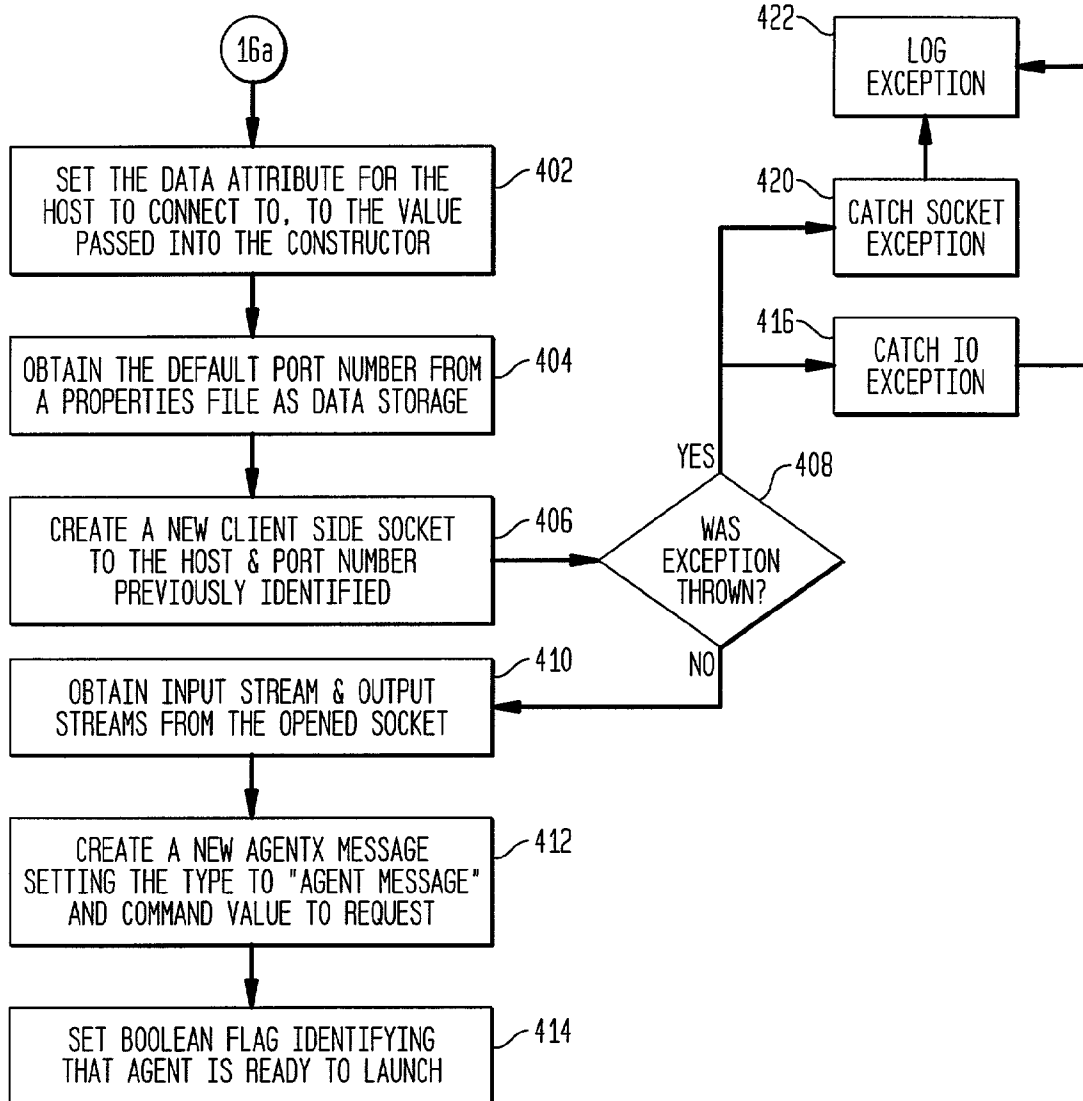 16a
SET THE DATA ATTRIBUTE FOR THE
HOST TO CONNECT TO, TO THE VALUE
PASSED INTO THE CONSTRUCTOR
402
OBTAIN THE DEFAULT PORT NUMBER FROM
A PROPERTIES FILE AS DATA STORAGE
404
CREATE A NEW CLIENT SIDE SOCKET
TO THE HOST & PORT NUMBER
PREVIOUSLY IDENTIFIED
406
WAS
EXCEPTION
THROWN?
408
YES
NO
422
LOG
EXCEPTION
420
CATCH SOCKET
EXCEPTION
416
CATCH IO
EXCEPTION
OBTAIN INPUT STREAM & OUTPUT
STREAMS FROM THE OPENED SOCKET
410
CREATE A NEW AGENTX MESSAGE
SETTING THE TYPE TO "AGENT MESSAGE"
AND COMMAND VALUE TO REQUEST
412
SET BOOLEAN FLAG IDENTIFYING
THAT AGENT IS READY TO LAUNCH
414